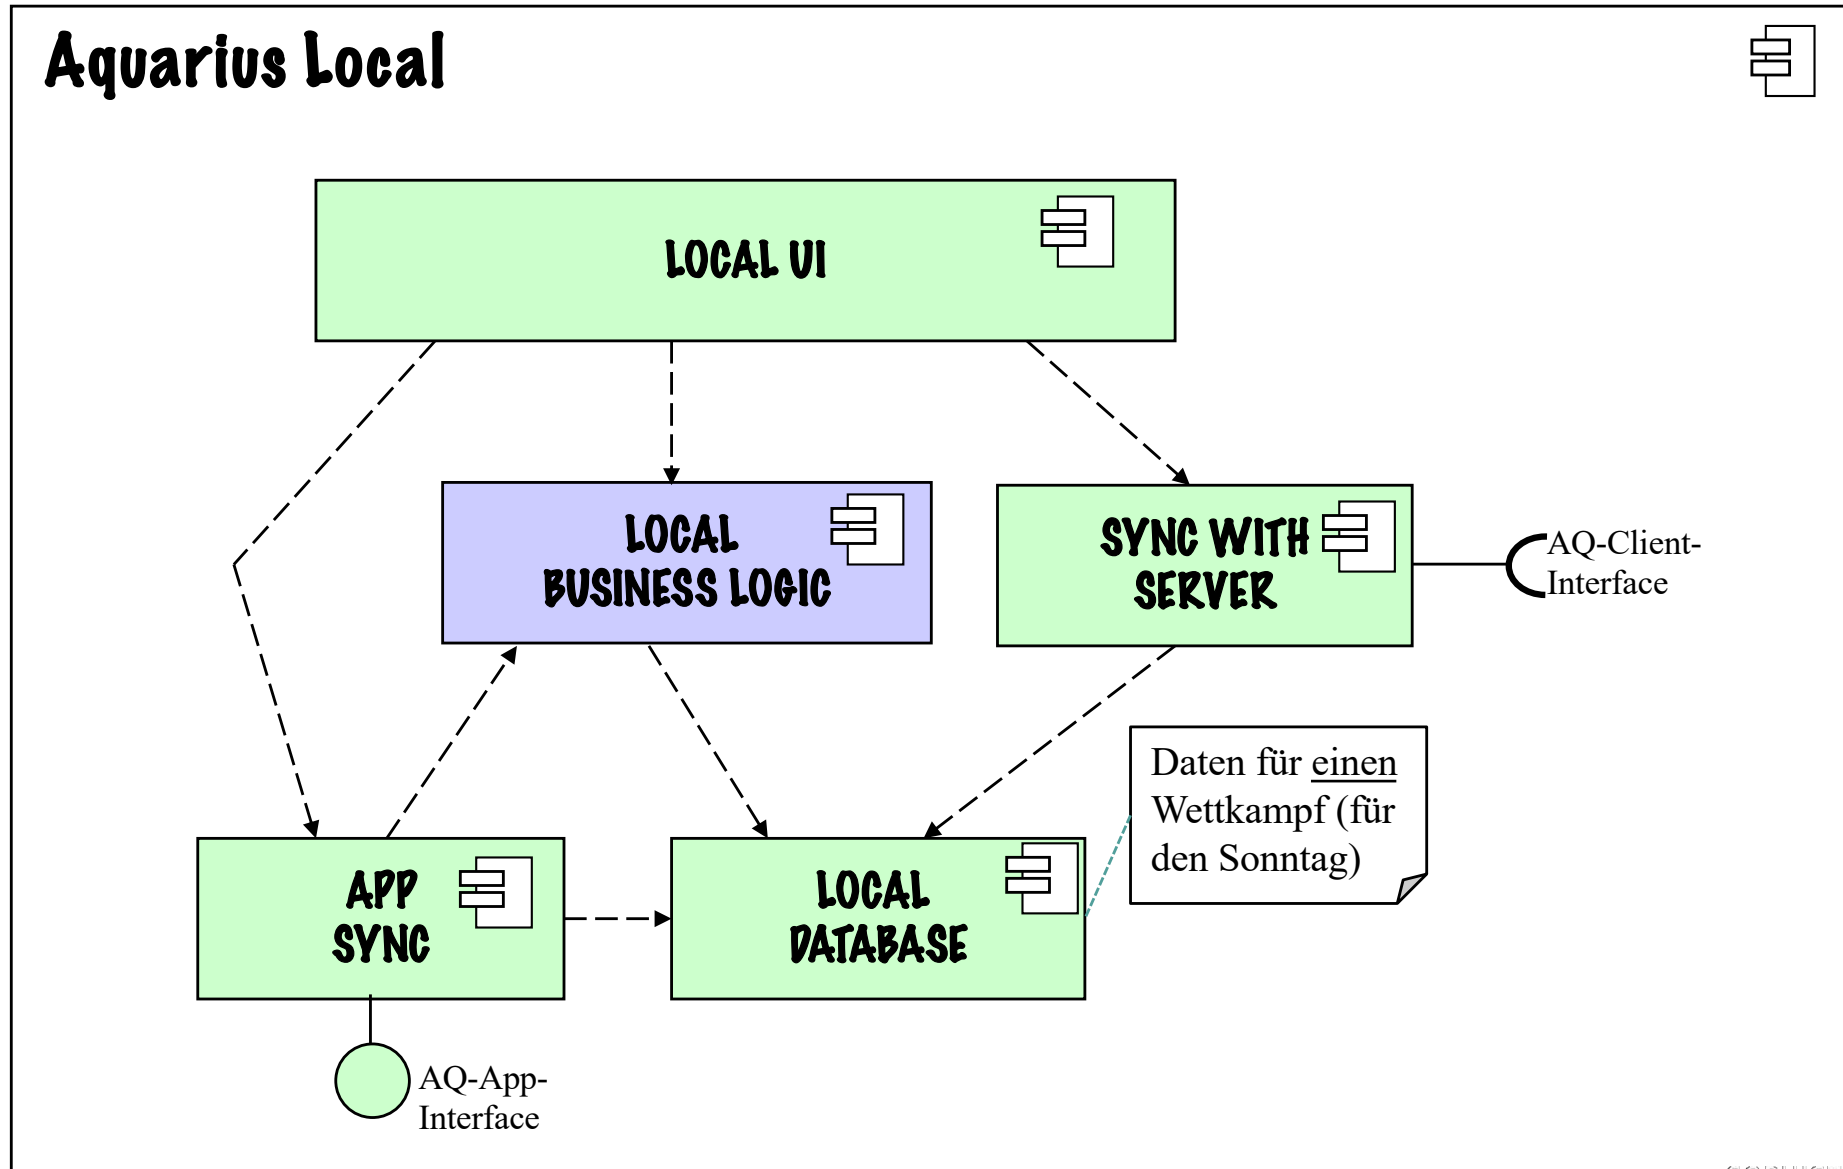 Aquarius Local
LOCAL UI
LOCAL
BUSINESS LOGIC
SYNC WITH
SERVER
AQ-Client-
Interface
Daten für einen
Wettkampf (für
den Sonntag)
APP
SYNC
LOCAL
DATABASE
AQ-App-
Interface